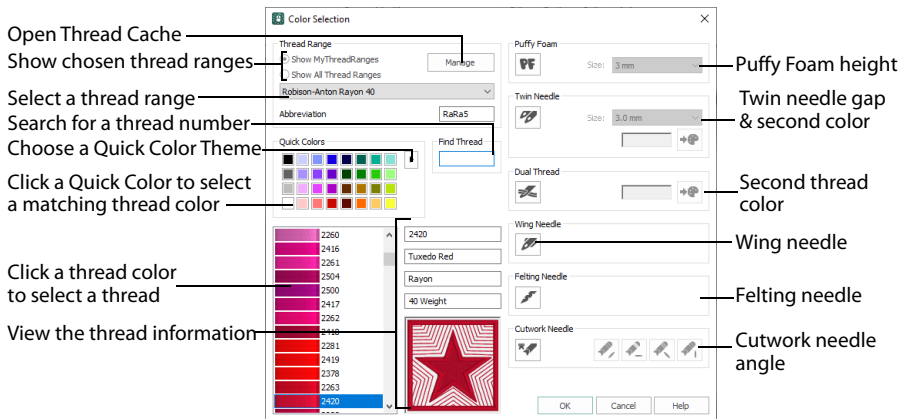 Color Selection
Open Thread Cache
Show chosen thread ranges
Select a thread range
Search for a thread number
Choose a Quick Color Theme
Click a Quick Color to select
a matching thread color
Click a thread color
to select a thread
View the thread information
Thread Range
Show MyThreadRanges
Manage
Show All Thread Ranges
Robison-Anton Rayon 40
Abbreviation
RaRa5
Quick Colors
Find Thread
2260
2416
2261
2504
2500
2417
2262
2418
2281
2419
2378
2263
2420
2420
Tuxedo Red
Rayon
40 Weight
Puffy Foam
PF
Size: 3 mm
Twin Needle
Size: 3.0 mm
Dual Thread
Wing Needle
Felting Needle
Cutwork Needle
OK Cancel Help
Puffy Foam height
Twin needle gap
& second color
Second thread
color
Wing needle
Felting needle
Cutwork needle
angle